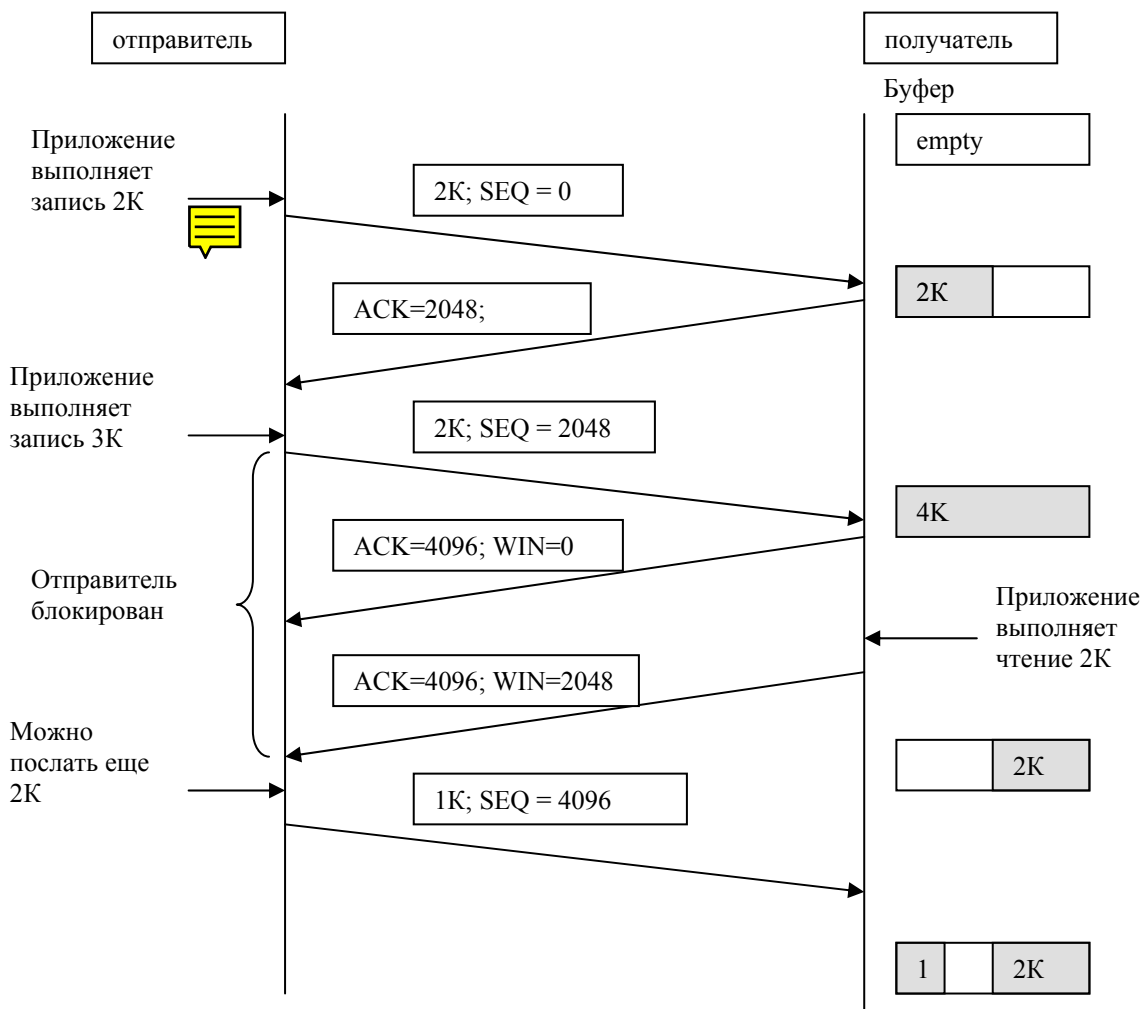 отправитель
получатель
Буфер
empty
Приложение
выполняет
запись 2К
2К; SEQ = 0
2К
ACK=2048;
Приложение
выполняет
запись 3К
2К; SEQ = 2048
4К
ACK=4096; WIN=0
Отправитель
блокирован
Приложение
выполняет
чтение 2К
ACK=4096; WIN=2048
Можно
послать еще
2К
2К
1К; SEQ = 4096
1
2К